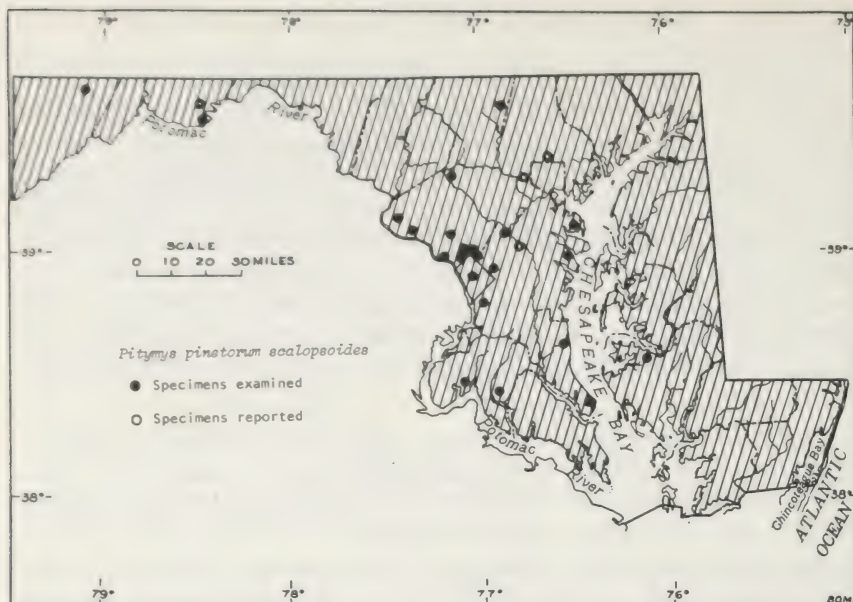 79° 78° 77° 76° 75°
Potomac
River
39° 39°
SCALE
0 10 20 30 MILES
CHESAPEAKE BAY
Pitymys pinetorum scalopsoides
● Specimens examined
○ Specimens reported
Potomac
River
Chincoteague Bay
ATLANTIC
OCEAN
38° 38°
79° 78° 77° 76°